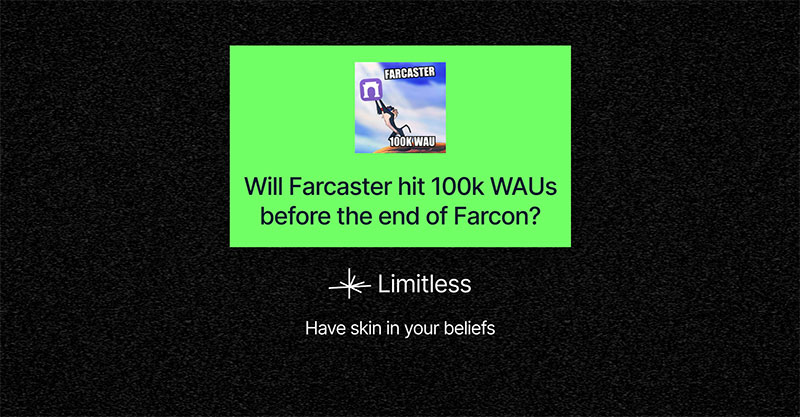 FARCASTER
100K WAU
Will Farcaster hit 100k WAUs
before the end of Farcon?
Limitless
Have skin in your beliefs